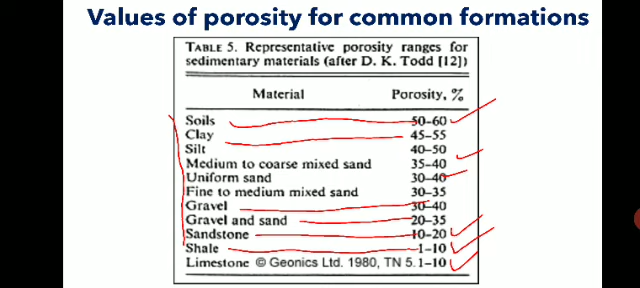 Values of porosity for common formations
TABLE 5. Representative porosity ranges for
sedimentary materials (after D. K. Todd [12])
Material Porosity, %
Soils 50-60
Clay 45-55
Silt 40-50
Medium to coarse mixed sand 35-40
Uniform sand 30-40
Fine to medium mixed sand 30-35
Gravel 30-40
Gravel and sand 20-35
Sandstone 10-20
Shale 1-10
Limestone © Geonics Ltd. 1980, TN 5. 1-10